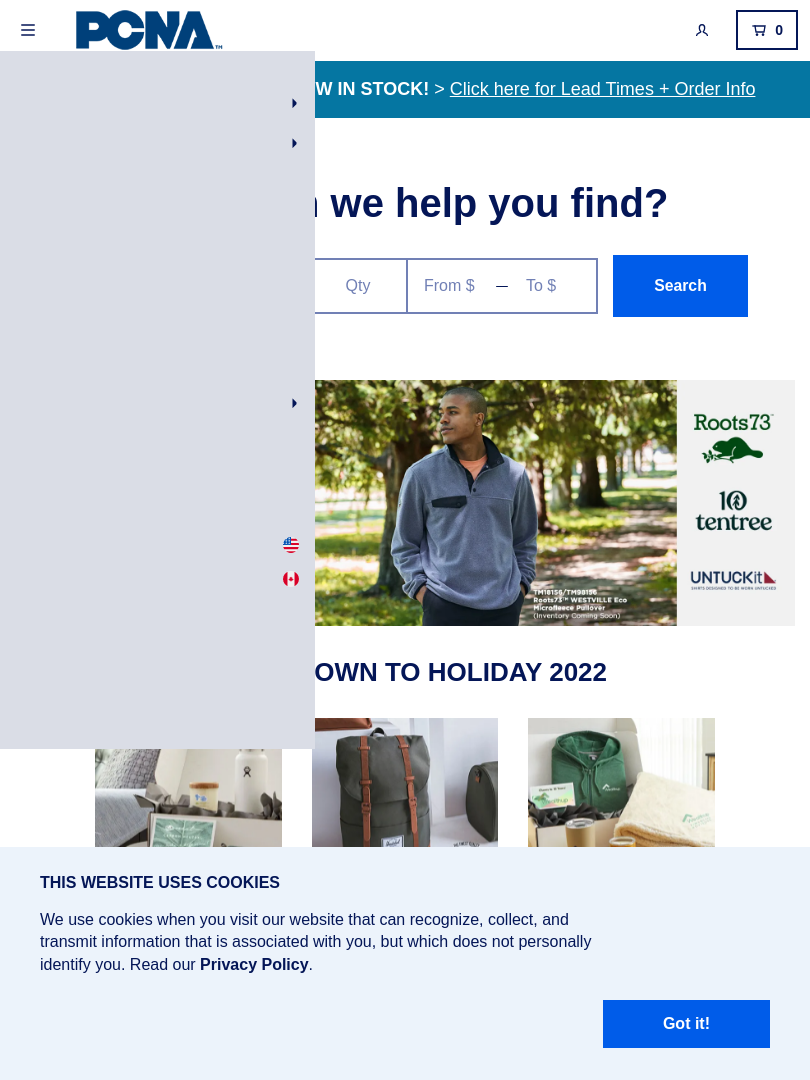 PCNA™
0
W IN STOCK! > Click here for Lead Times + Order Info
we help you find?
Qty
From $ — To $
Search
Roots73™
10
tentree
UNTUCKit
SHIRTS DESIGNED TO BE WORN UNTUCKED
TM18156/TM98156
Roots73™ WESTVILLE Eco
Microfleece Pullover
(Inventory Coming Soon)
OWN TO HOLIDAY 2022
Herschel
THIS WEBSITE USES COOKIES
We use cookies when you visit our website that can recognize, collect, and
transmit information that is associated with you, but which does not personally
identify you. Read our Privacy Policy.
Got it!